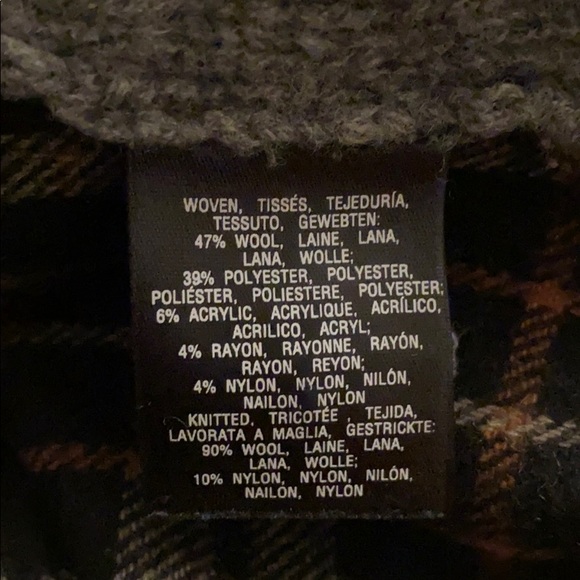 WOVEN, TISSÉS, TEJEDURÍA,
TESSUTO, GEWEBTEN:
47% WOOL, LAINE, LANA,
LANA, WOLLE;
39% POLYESTER, POLYESTER,
POLIÉSTER, POLIESTERE, POLYESTER;
6% ACRYLIC, ACRYLIQUE, ACRÍLICO,
ACRILICO, ACRYL;
4% RAYON, RAYONNE, RAYÓN,
RAYON, REYON;
4% NYLON, NYLON, NILÓN,
NAILON, NYLON
KNITTED, TRICOTÉE , TEJIDA,
LAVORATA A MAGLIA, GESTRICKTE:
90% WOOL, LAINE, LANA,
LANA, WOLLE;
10% NYLON, NYLON, NILÓN,
NAILÓN, NYLON